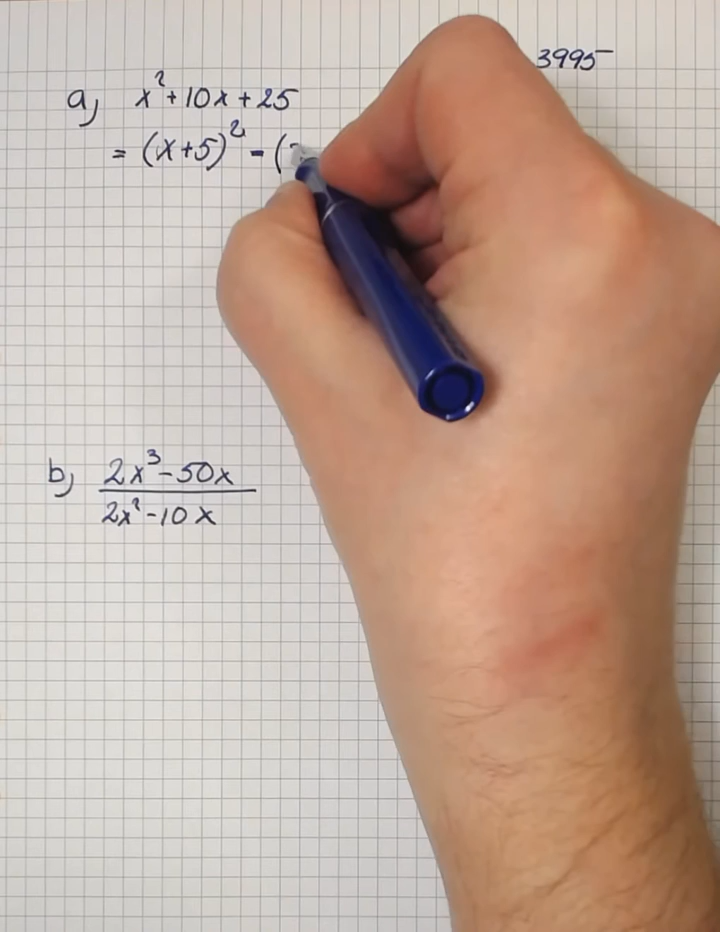 3995
a) x² + 10x + 25
= (x+5)² - (
b) 2x³ - 50x
2x² - 10x